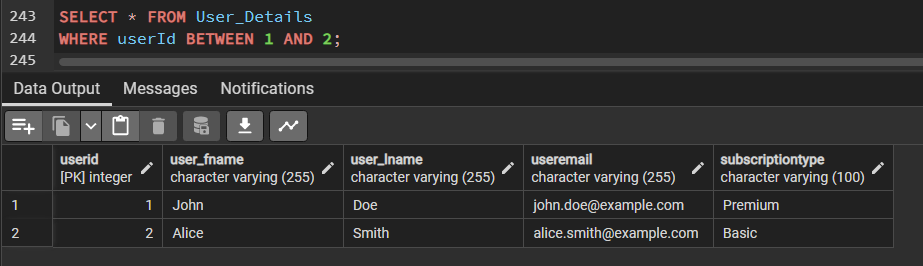 243 SELECT * FROM User_Details
244 WHERE userId BETWEEN 1 AND 2;
245
Data Output Messages Notifications
userid user_fname user_lname useremail subscriptiontype
[PK] integer character varying (255) character varying (255) character varying (255) character varying (100)
1 1 John Doe john.doe@example.com Premium
2 2 Alice Smith alice.smith@example.com Basic